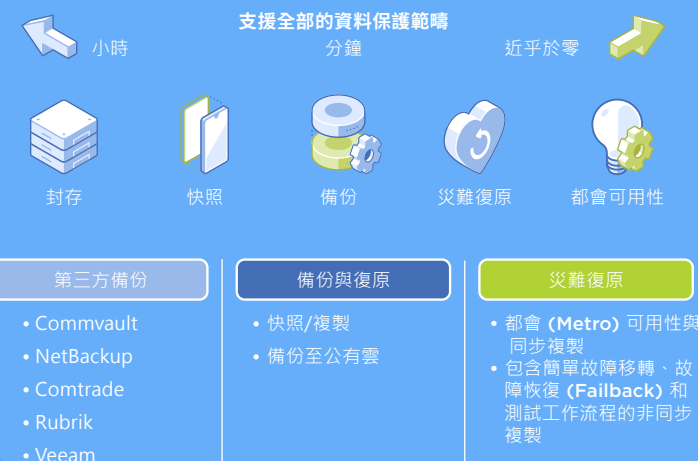 支援全部的資料保護範疇
小時
分鐘
近乎於零
封存
快照
備份
災難復原
都會可用性
第三方備份
• Commvault
• NetBackup
• Comtrade
• Rubrik
• Veeam
備份與復原
• 快照/複製
• 備份至公有雲
災難復原
• 都會 (Metro) 可用性與
同步複製
• 包含簡單故障移轉、故
障恢復 (Failback) 和
測試工作流程的非同步
複製